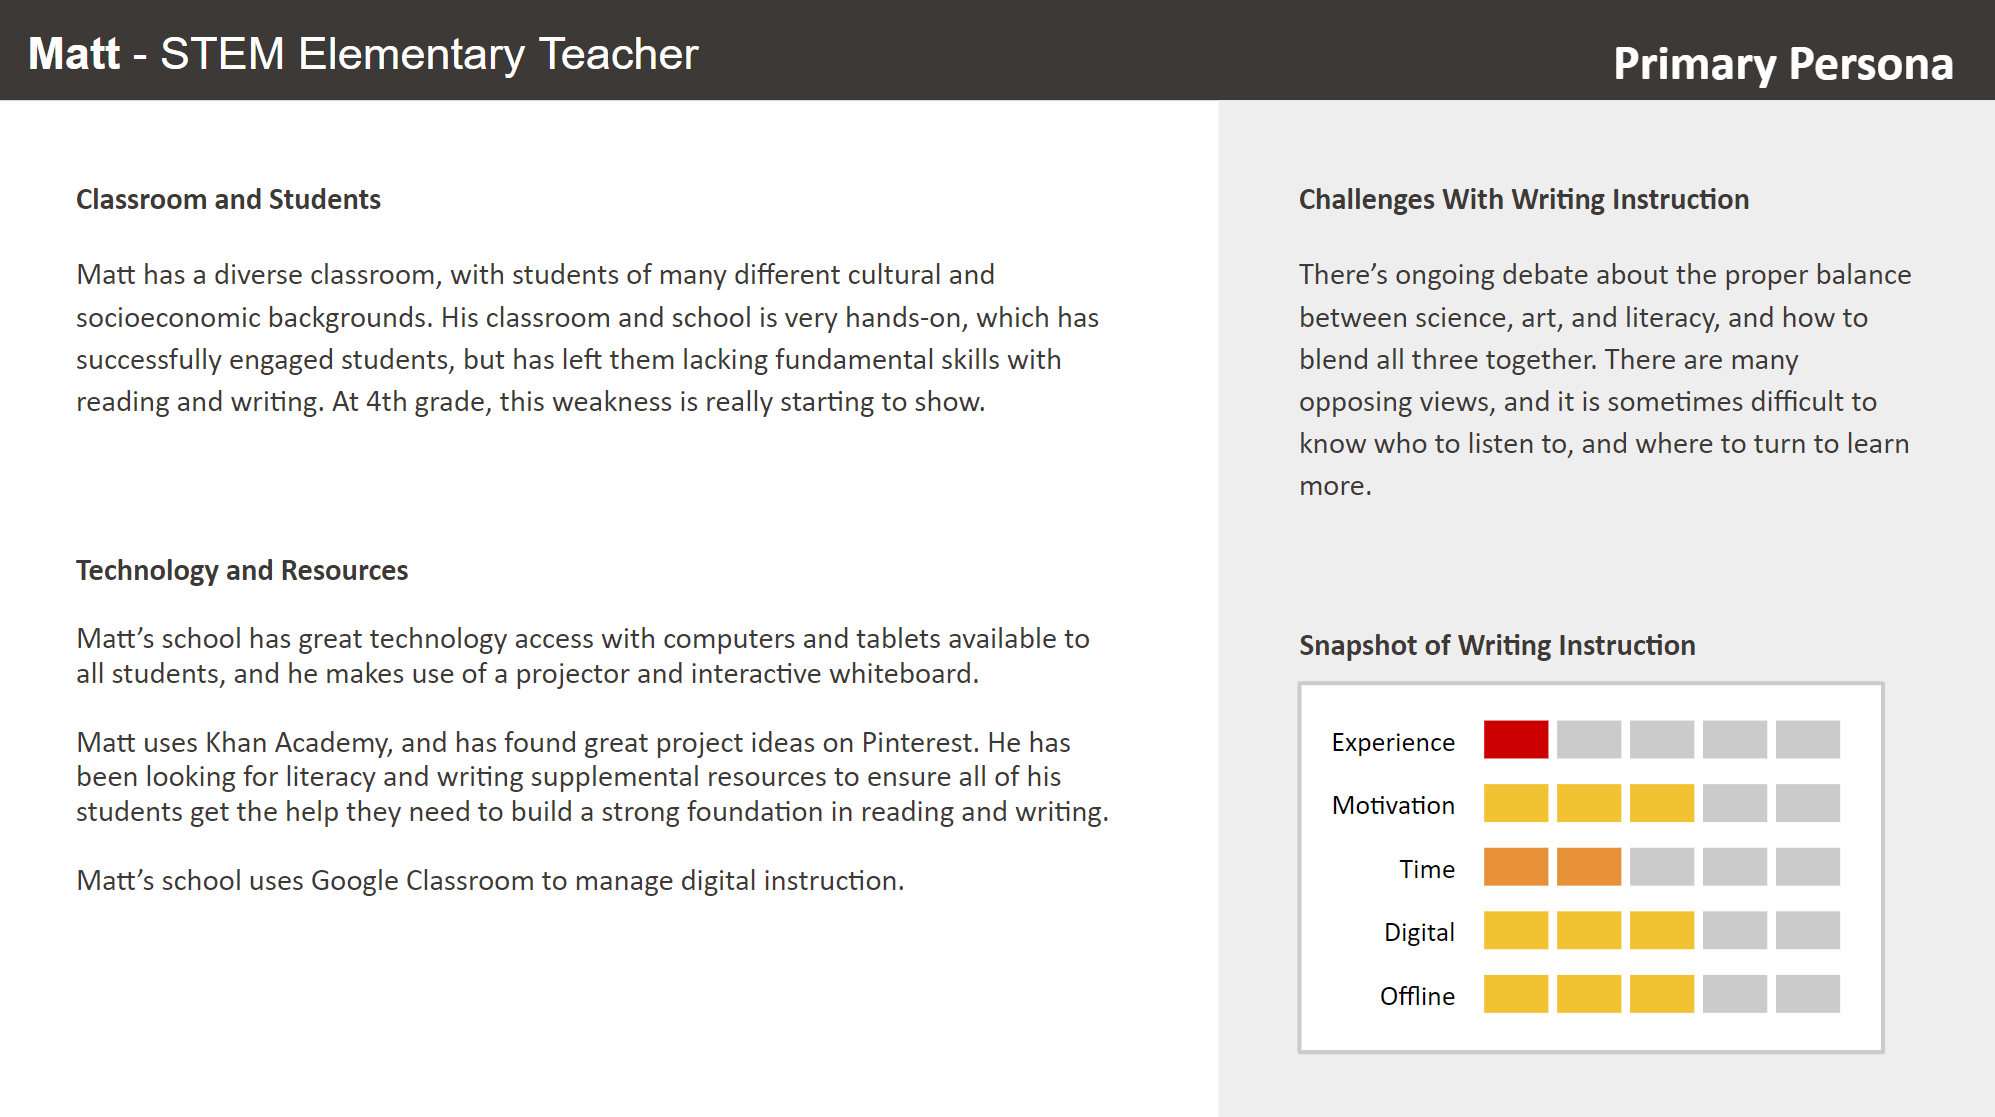 Matt - STEM Elementary Teacher
Primary Persona
Classroom and Students
Matt has a diverse classroom, with students of many different cultural and
socioeconomic backgrounds. His classroom and school is very hands-on, which has
successfully engaged students, but has left them lacking fundamental skills with
reading and writing. At 4th grade, this weakness is really starting to show.
Technology and Resources
Matt’s school has great technology access with computers and tablets available to
all students, and he makes use of a projector and interactive whiteboard.
Matt uses Khan Academy, and has found great project ideas on Pinterest. He has
been looking for literacy and writing supplemental resources to ensure all of his
students get the help they need to build a strong foundation in reading and writing.
Matt’s school uses Google Classroom to manage digital instruction.
Challenges With Writing Instruction
There’s ongoing debate about the proper balance
between science, art, and literacy, and how to
blend all three together. There are many
opposing views, and it is sometimes difficult to
know who to listen to, and where to turn to learn
more.
Snapshot of Writing Instruction
Experience
Motivation
Time
Digital
Offline